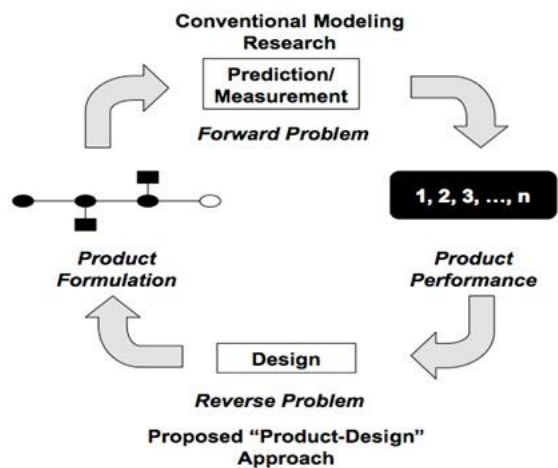 Conventional Modeling
Research
Prediction/
Measurement
Forward Problem
1, 2, 3, ..., n
Product
Formulation
Product
Performance
Design
Reverse Problem
Proposed “Product-Design”
Approach